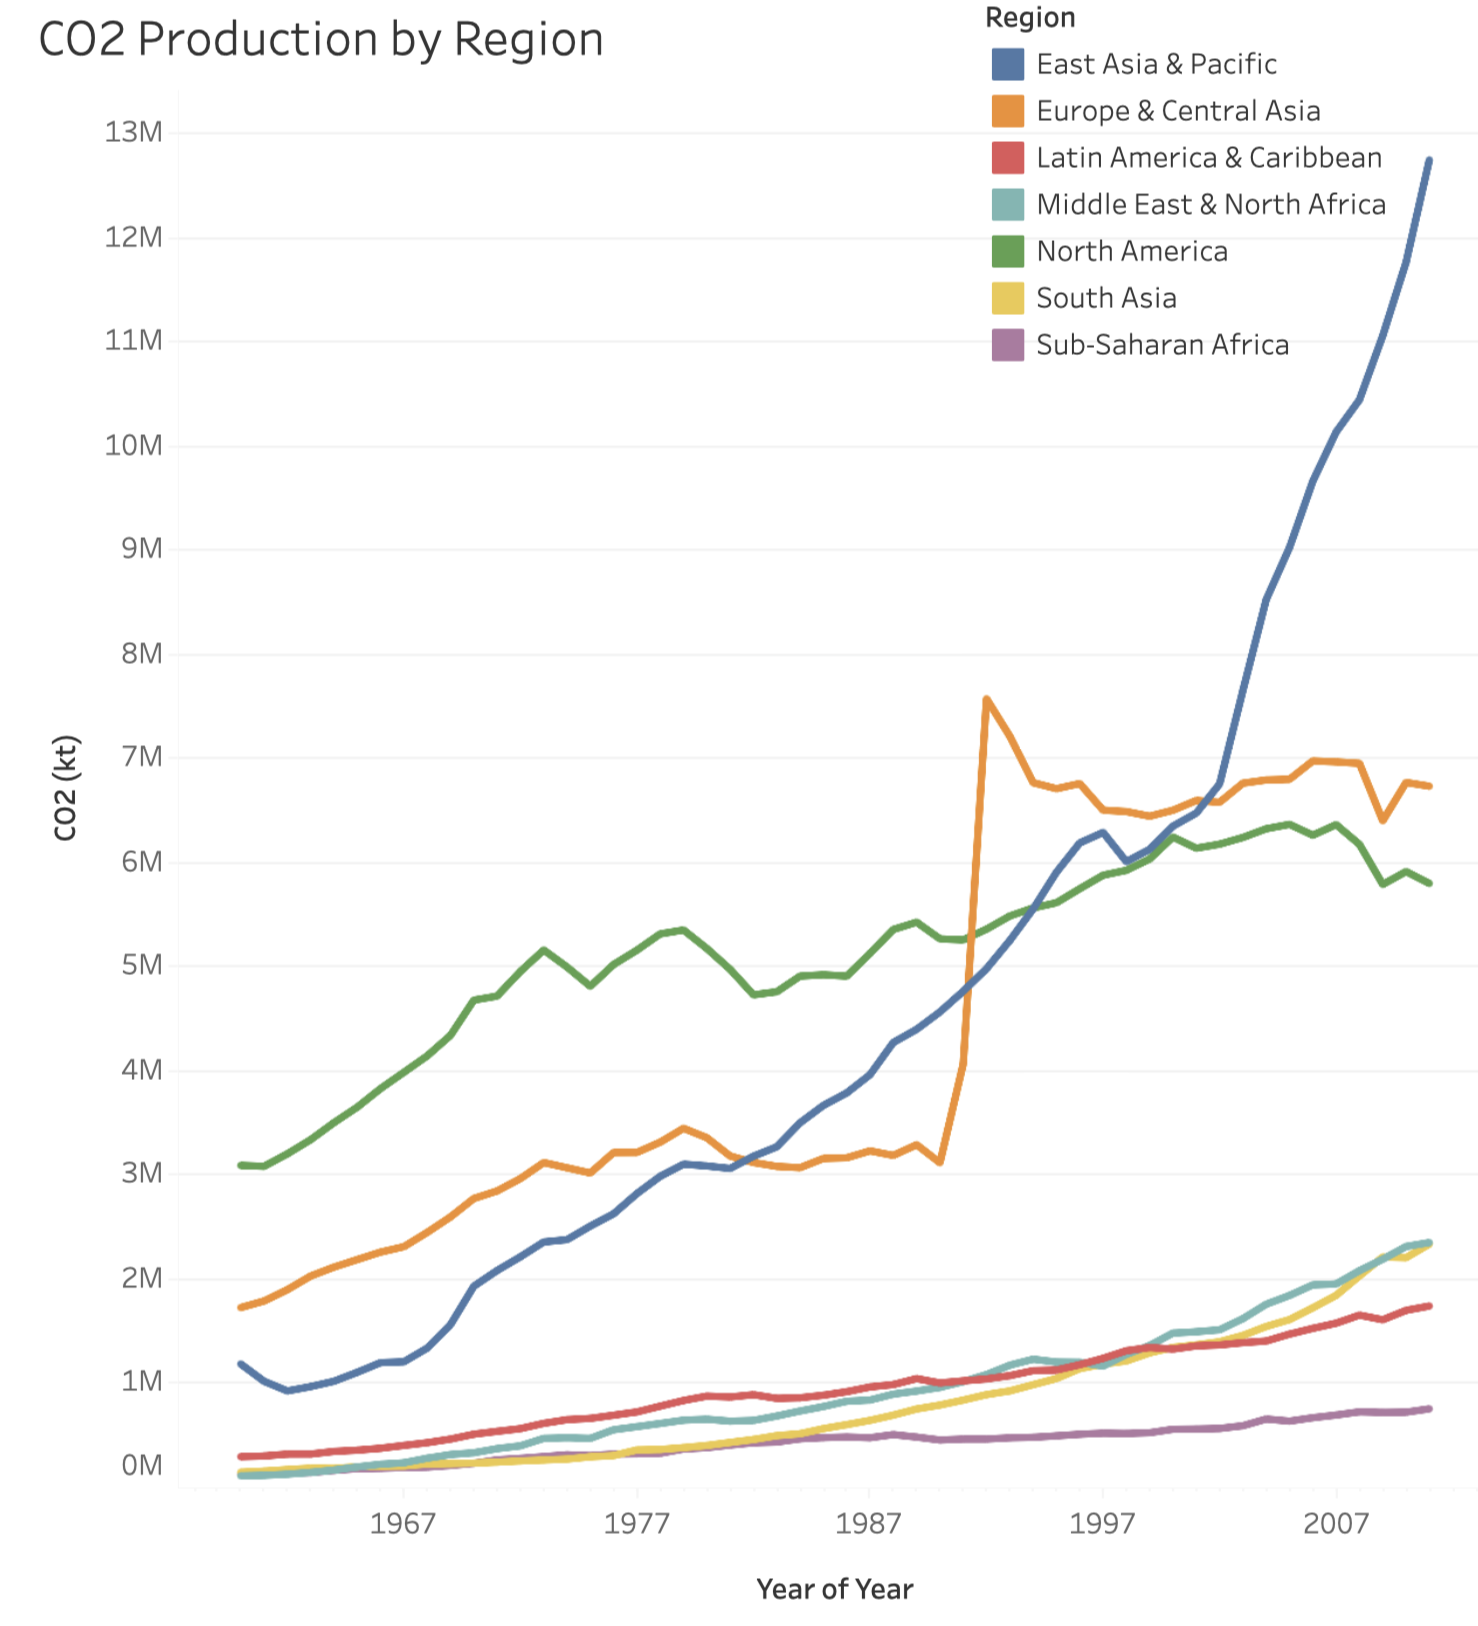 CO2 Production by Region
Region
East Asia & Pacific
Europe & Central Asia
Latin America & Caribbean
Middle East & North Africa
North America
South Asia
Sub-Saharan Africa
13M
12M
11M
10M
9M
8M
7M
6M
5M
4M
3M
2M
1M
0M
CO2 (kt)
1967 1977 1987 1997 2007
Year of Year